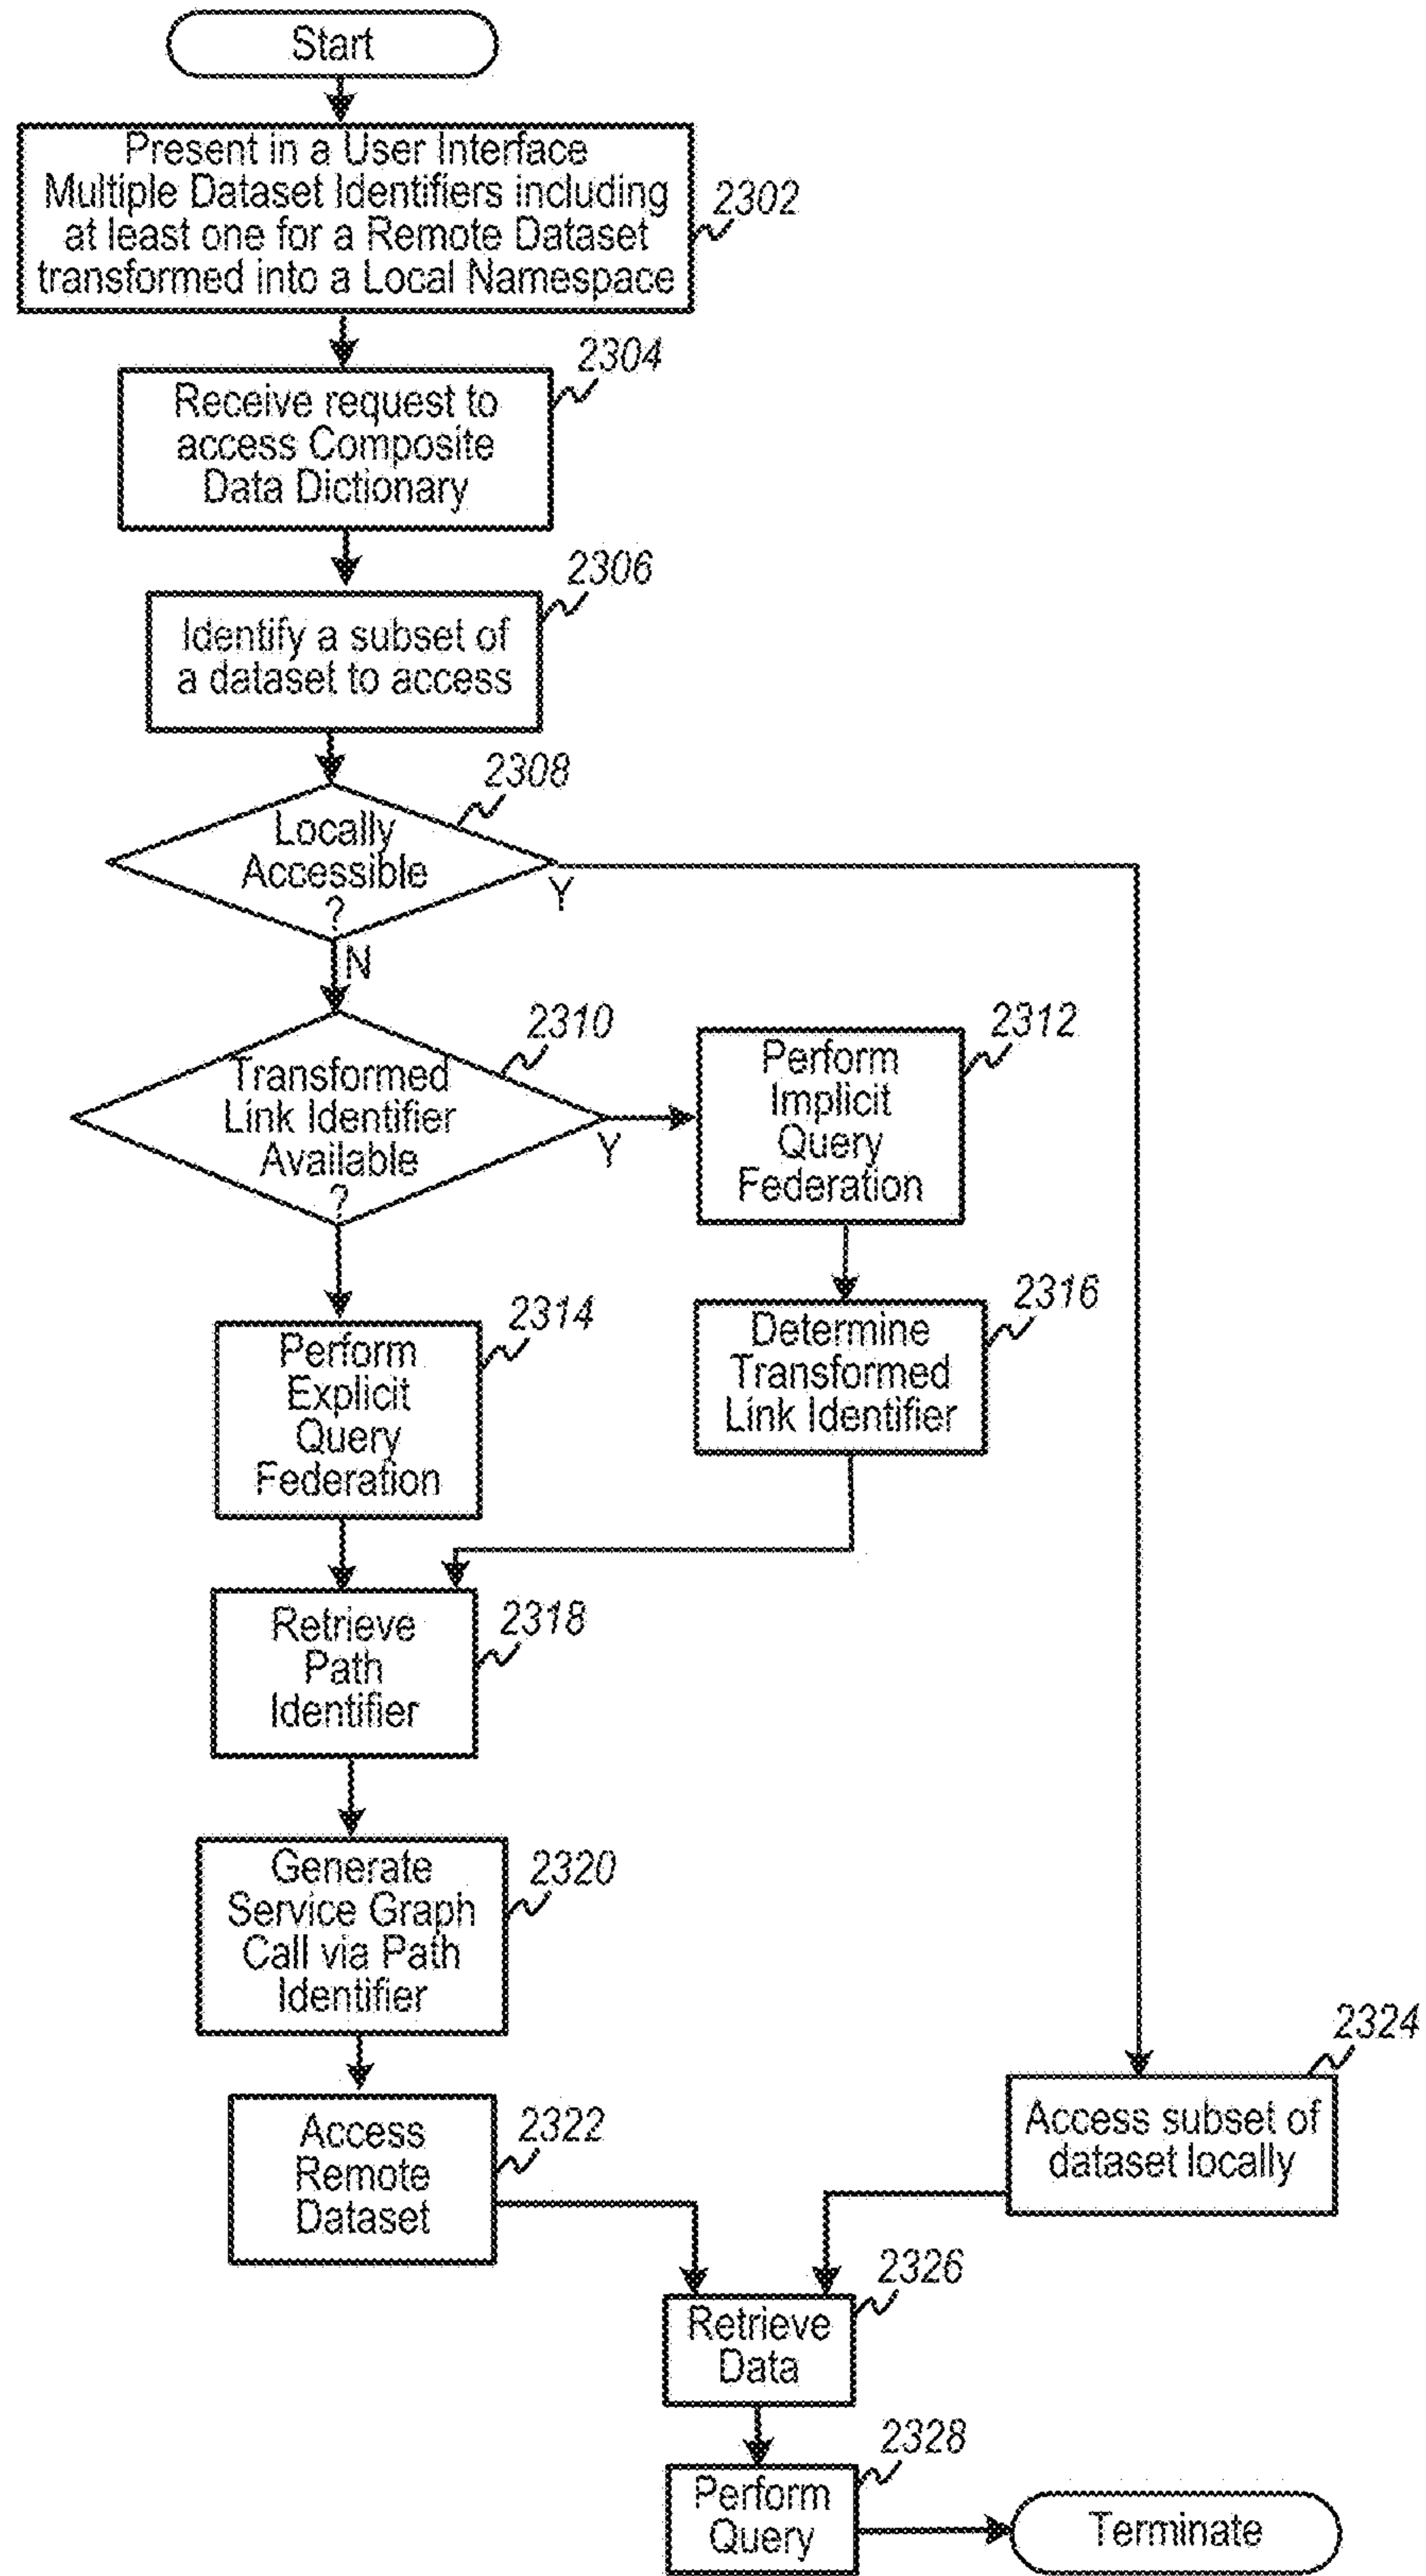 Start
Present in a User Interface
Multiple Dataset Identifiers including
at least one for a Remote Dataset
transformed into a Local Namespace
2302
2304
Receive request to
access Composite
Data Dictionary
2306
Identify a subset of
a dataset to access
2308
Locally
Accessible
?
Y
N
2310
Transformed
Link Identifier
Available
?
Y
2312
Perform
Implicit
Query
Federation
2314
Perform
Explicit
Query
Federation
2316
Determine
Transformed
Link Identifier
2318
Retrieve
Path
Identifier
2320
Generate
Service Graph
Call via Path
Identifier
2322
Access
Remote
Dataset
2324
Access subset of
dataset locally
2326
Retrieve
Data
2328
Perform
Query
Terminate